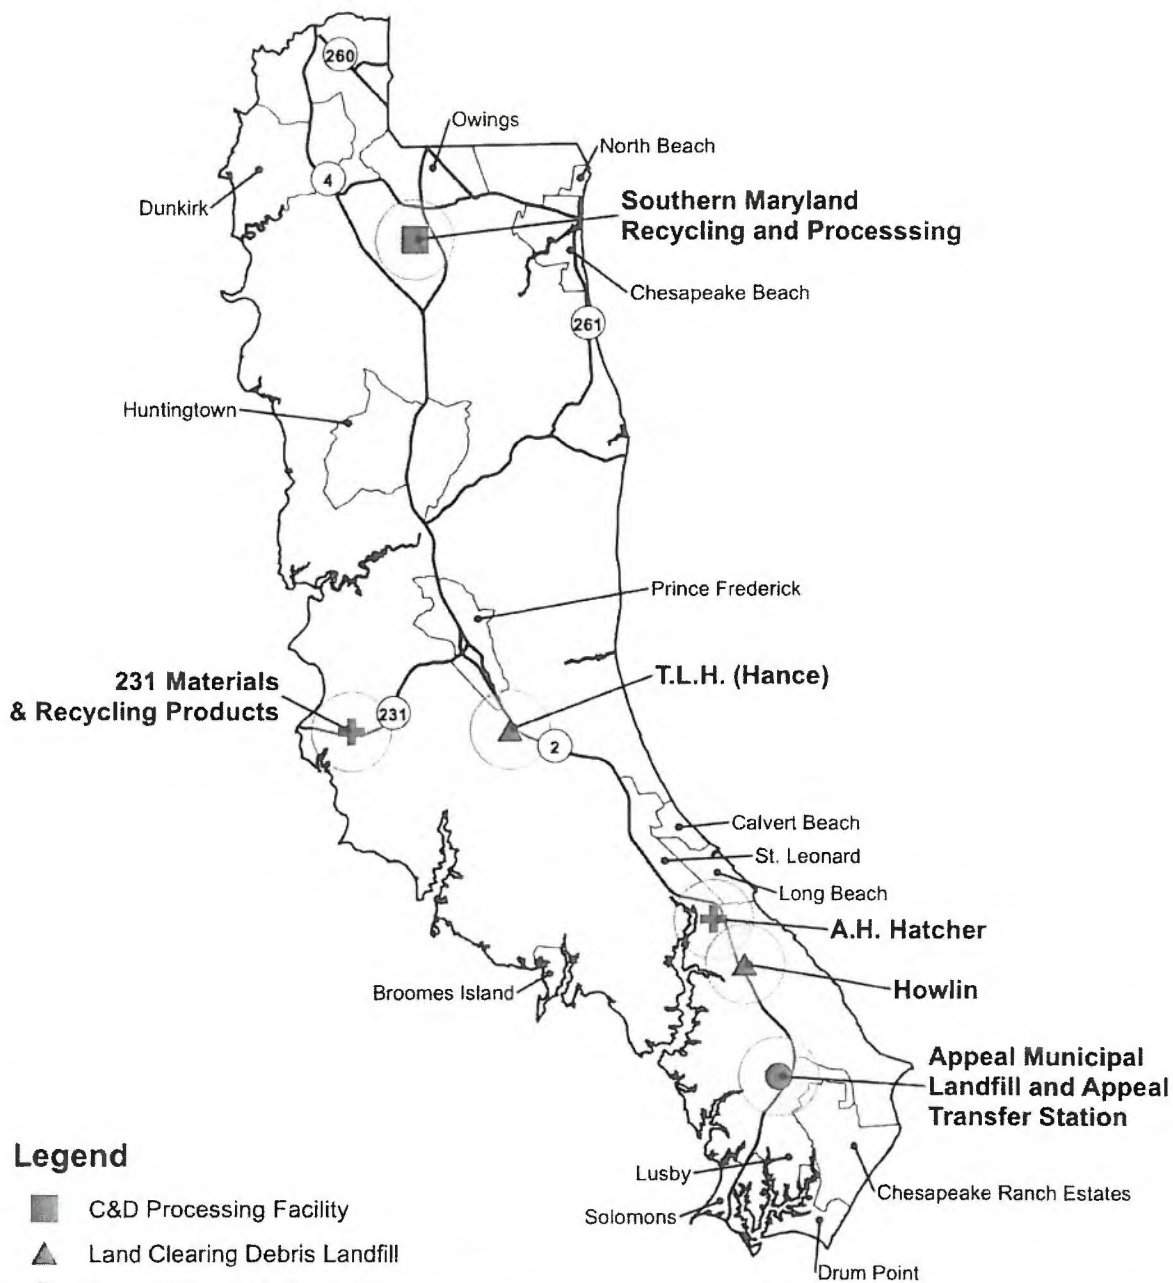 260
Owings
North Beach
4
Dunkirk
Southern Maryland
Recycling and Processsing
Chesapeake Beach
261
Huntingtown
Prince Frederick
T.L.H. (Hance)
231 Materials
& Recycling Products
231
2
Calvert Beach
St. Leonard
Long Beach
A.H. Hatcher
Howlin
Broomes Island
Appeal Municipal
Landfill and Appeal
Transfer Station
Lusby
Chesapeake Ranch Estates
Solomons
Drum Point
Legend
C&D Processing Facility
Land Clearing Debris Landfill